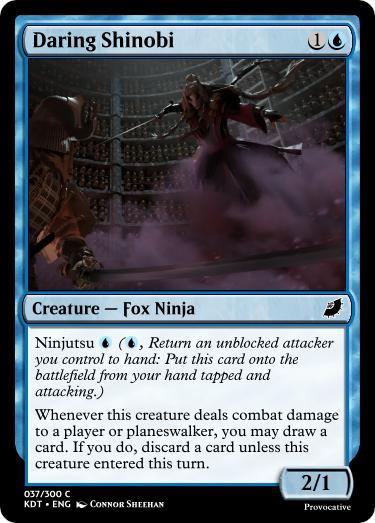 Daring Shinobi 1
Creature — Fox Ninja
Ninjutsu (, Return an unblocked attacker
you control to hand: Put this card onto the
battlefield from your hand tapped and
attacking.)
Whenever this creature deals combat damage
to a player or planeswalker, you may draw a
card. If you do, discard a card unless this
creature entered this turn.
2/1
037/300 C
KDT • ENG Connor Sheehan
Provocative